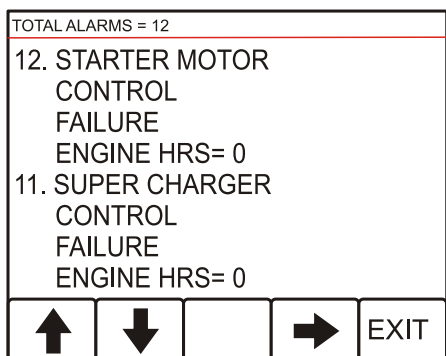 TOTAL ALARMS = 12
12. STARTER MOTOR
CONTROL
FAILURE
ENGINE HRS= 0
11. SUPER CHARGER
CONTROL
FAILURE
ENGINE HRS= 0
EXIT